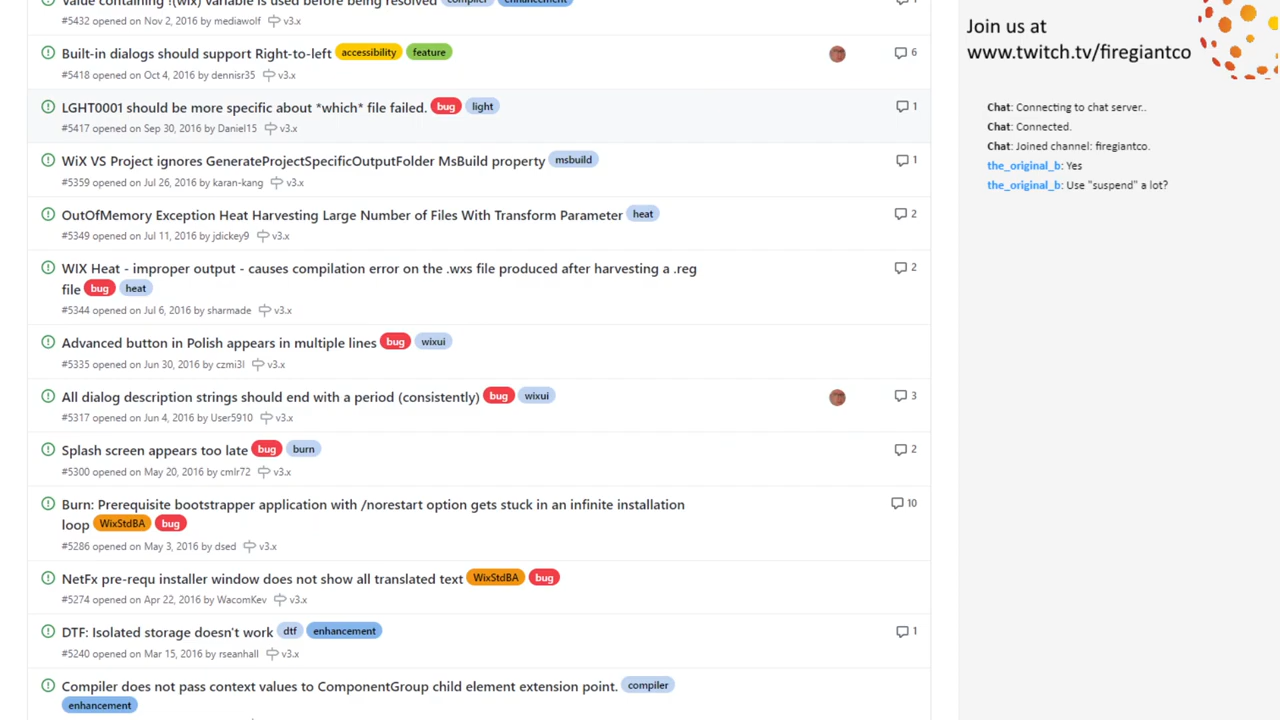 Value containing !(wix) variable is used before being resolved compiler enhancement 1
#5432 opened on Nov 2, 2016 by mediawolf v3.x
Built-in dialogs should support Right-to-left accessibility feature 6
#5418 opened on Oct 4, 2016 by dennisr35 v3.x
LGHT0001 should be more specific about *which* file failed. bug light 1
#5417 opened on Sep 30, 2016 by Daniel15 v3.x
WiX VS Project ignores GenerateProjectSpecificOutputFolder MsBuild property msbuild 1
#5359 opened on Jul 26, 2016 by karan-kang v3.x
OutOfMemory Exception Heat Harvesting Large Number of Files With Transform Parameter heat 2
#5349 opened on Jul 11, 2016 by jdickey9 v3.x
WIX Heat - improper output - causes compilation error on the .wxs file produced after harvesting a .reg 2
file bug heat
#5344 opened on Jul 6, 2016 by sharmade v3.x
Advanced button in Polish appears in multiple lines bug wixui
#5335 opened on Jun 30, 2016 by czmi3l v3.x
All dialog description strings should end with a period (consistently) bug wixui 3
#5317 opened on Jun 4, 2016 by User5910 v3.x
Splash screen appears too late bug burn 2
#5300 opened on May 20, 2016 by cmlr72 v3.x
Burn: Prerequisite bootstrapper application with /norestart option gets stuck in an infinite installation 10
loop WixStdBA bug
#5286 opened on May 3, 2016 by dsed v3.x
NetFx pre-requ installer window does not show all translated text WixStdBA bug
#5274 opened on Apr 22, 2016 by WacomKev v3.x
DTF: Isolated storage doesn't work dtf enhancement 1
#5240 opened on Mar 15, 2016 by rseanhall v3.x
Compiler does not pass context values to ComponentGroup child element extension point. compiler
enhancement
Join us at
www.twitch.tv/firegiantco
Chat: Connecting to chat server..
Chat: Connected.
Chat: Joined channel: firegiantco.
the_original_b: Yes
the_original_b: Use "suspend" a lot?